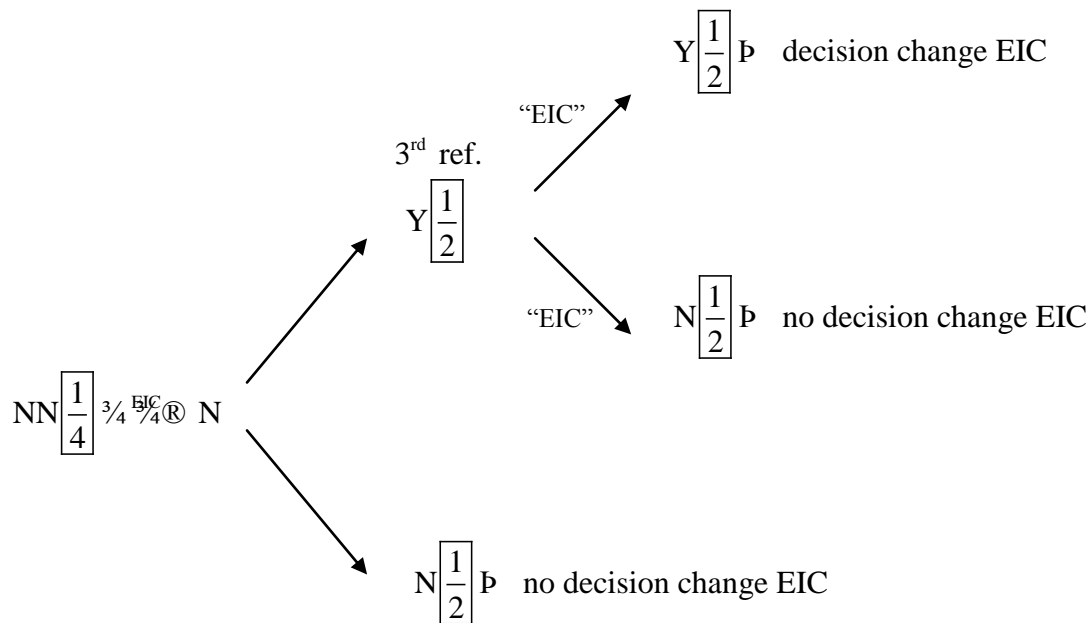 Y 1/2 Þ decision change EIC
“EIC”
3rd ref.
Y 1/2
“EIC”
N 1/2 Þ no decision change EIC
NN 1/4 ¾ EIC ¾® N
N 1/2 Þ no decision change EIC